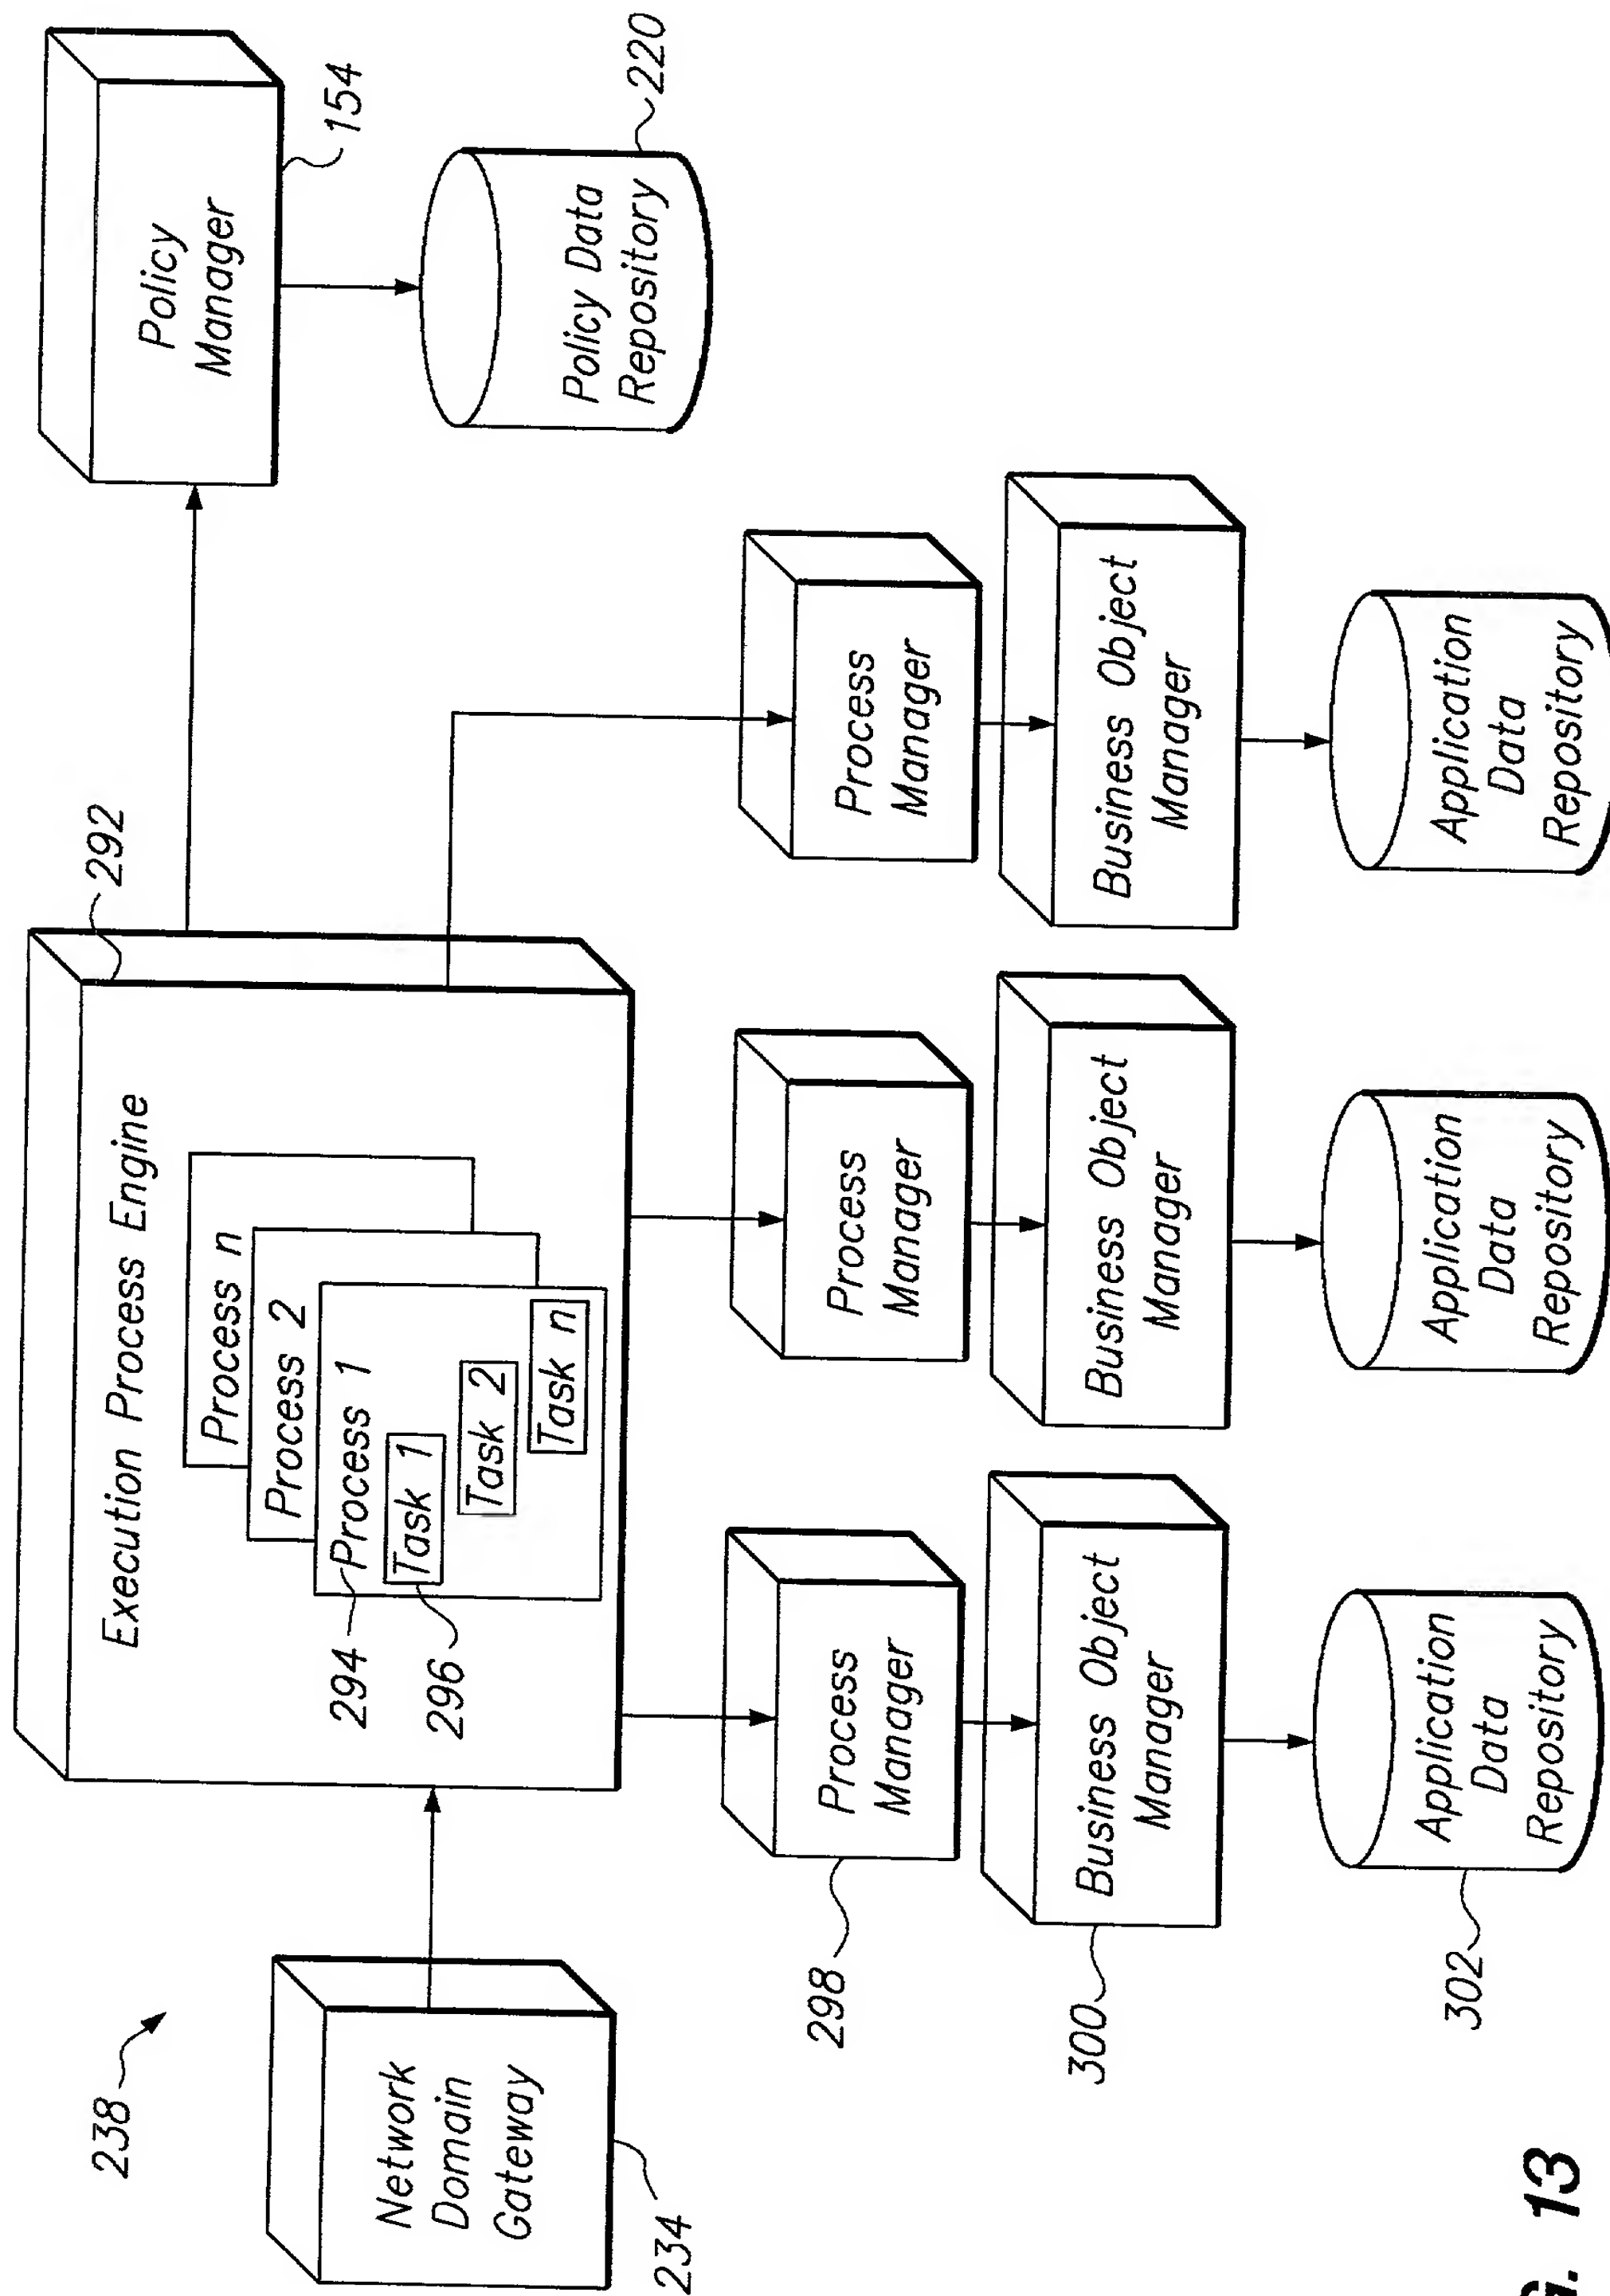 238
Network
Domain
Gateway
234
Execution Process Engine
292
Process n
Process 2
Process 1
294
Task 1
296
Task 2
Task n
Policy
Manager
154
Policy Data
Repository
220
Process
Manager
298
Process
Manager
Process
Manager
Business Object
Manager
300
Business Object
Manager
Business Object
Manager
Application
Data
Repository
302
Application
Data
Repository
Application
Data
Repository
G. 13